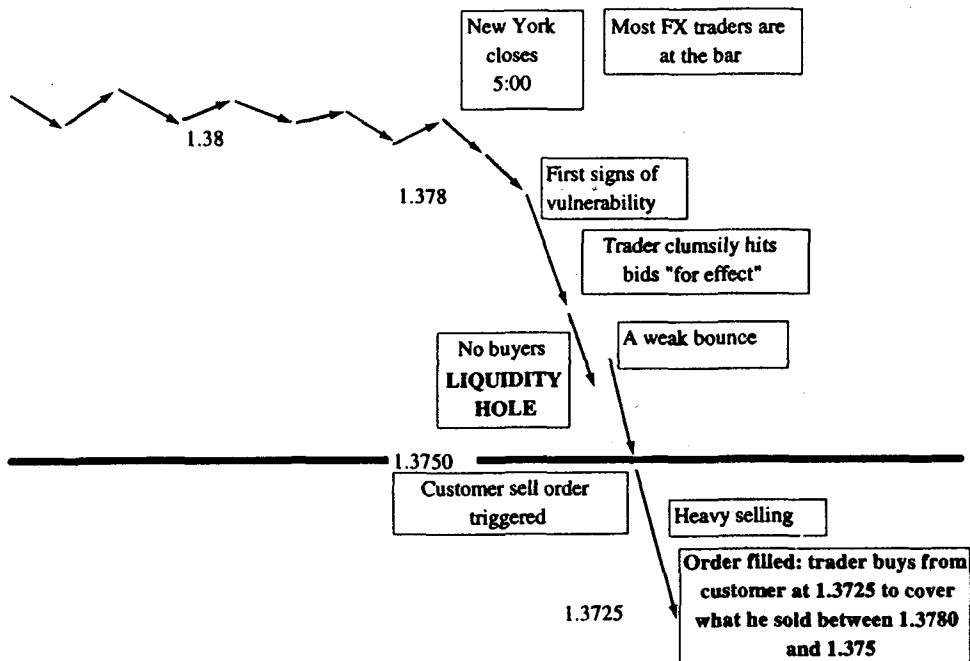 New York
closes
5:00
Most FX traders are
at the bar
1.38
1.378
First signs of
vulnerability
Trader clumsily hits
bids "for effect"
A weak bounce
No buyers
LIQUIDITY
HOLE
1.3750
Customer sell order
triggered
Heavy selling
Order filled: trader buys from
customer at 1.3725 to cover
what he sold between 1.3780
and 1.375
1.3725